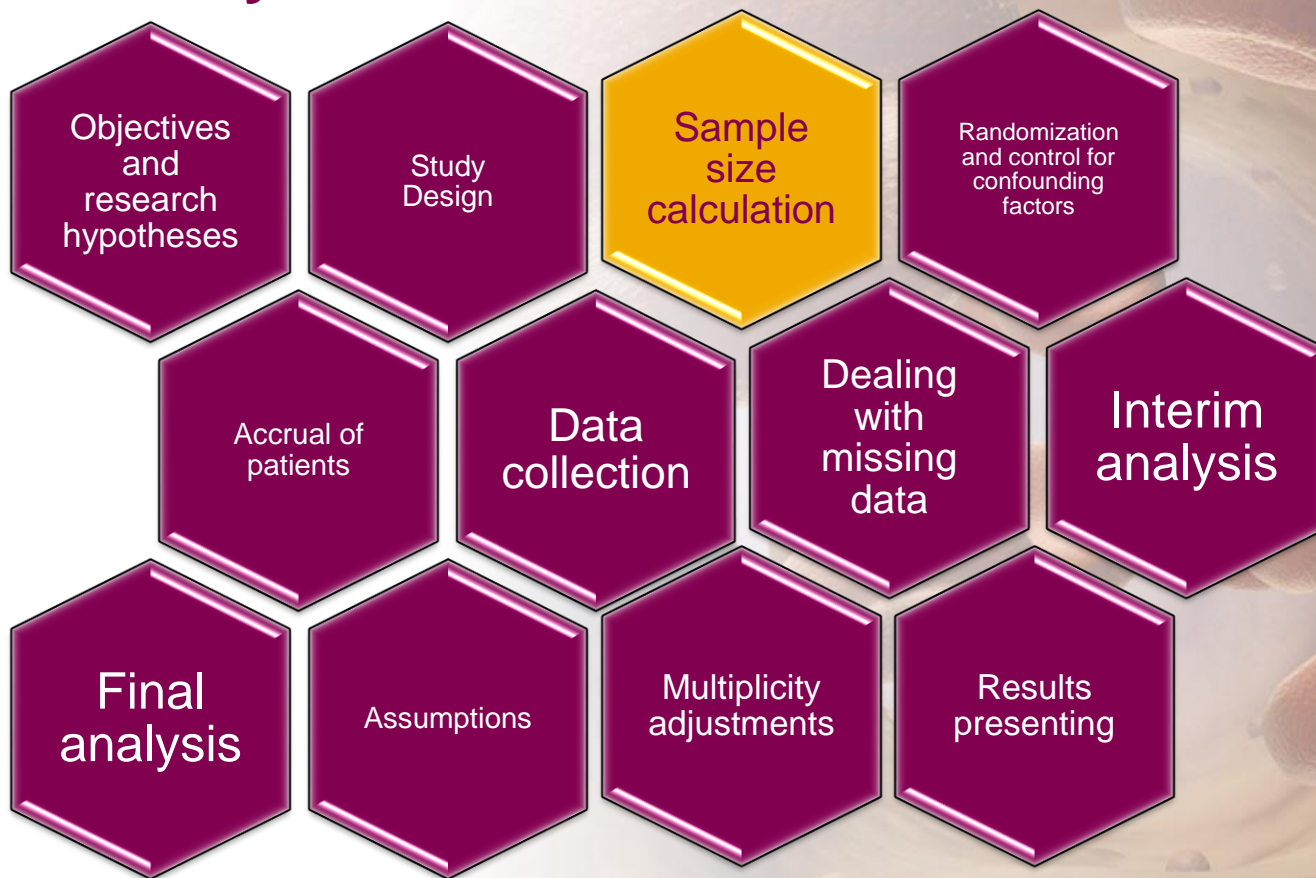 Objectives
and
research
hypotheses
Study
Design
Sample
size
calculation
Randomization
and control for
confounding
factors
Accrual of
patients
Data
collection
Dealing
with
missing
data
Interim
analysis
Final
analysis
Assumptions
Multiplicity
adjustments
Results
presenting